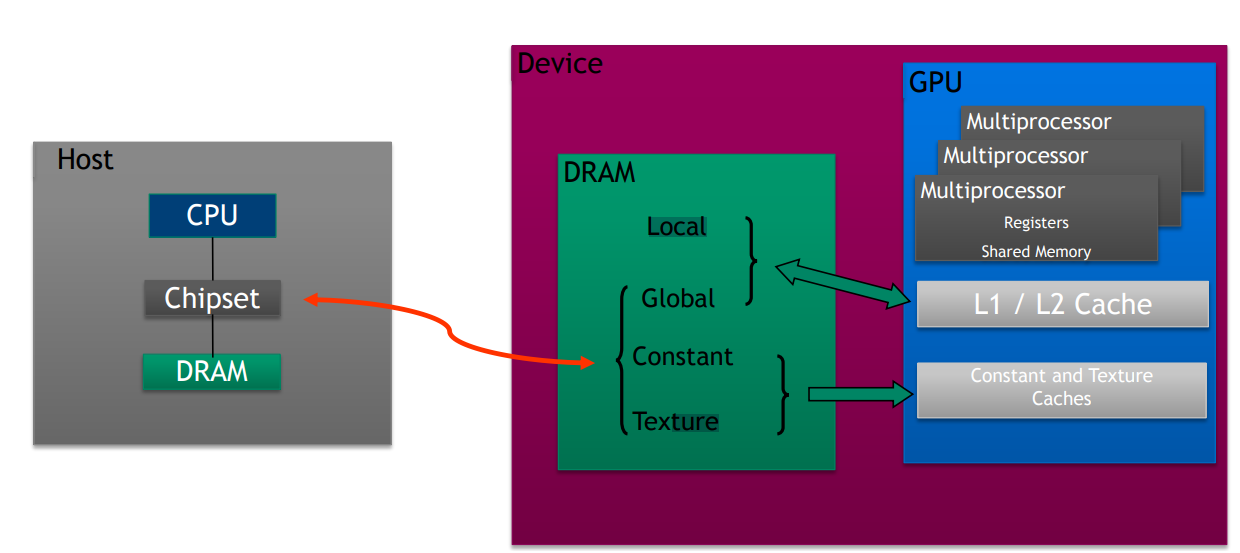 Host
CPU
Chipset
DRAM
Device
DRAM
Local
Global
Constant
Texture
GPU
Multiprocessor
Multiprocessor
Multiprocessor
Registers
Shared Memory
L1 / L2 Cache
Constant and Texture
Caches